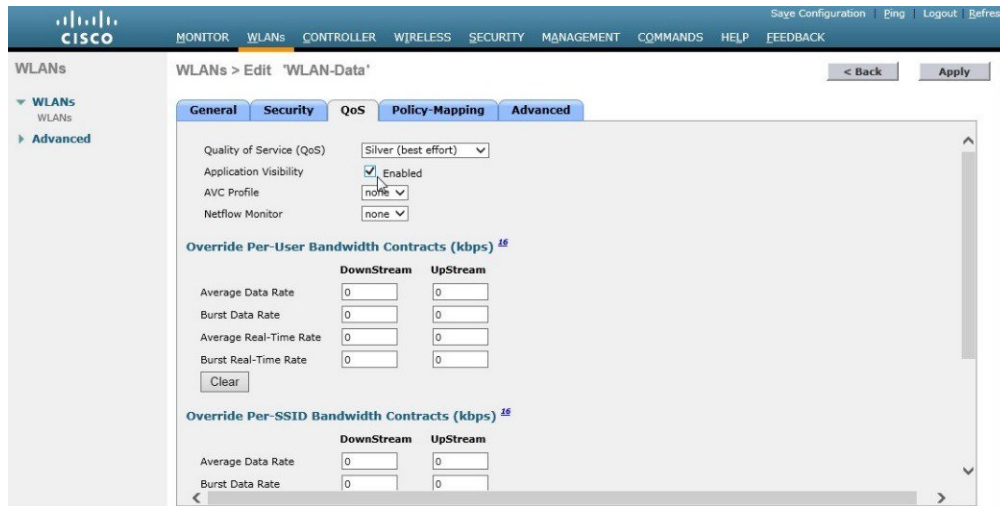 Save Configuration | Ping | Logout | Refres
CISCO MONITOR WLANs CONTROLLER WIRELESS SECURITY MANAGEMENT COMMANDS HELP FEEDBACK
WLANs WLANs > Edit 'WLAN-Data' < Back Apply
WLANs
WLANs
Advanced
General Security QoS Policy-Mapping Advanced
Quality of Service (QoS) Silver (best effort)
Application Visibility Enabled
AVC Profile none
Netflow Monitor none
Override Per-User Bandwidth Contracts (kbps) 16
DownStream UpStream
Average Data Rate 0 0
Burst Data Rate 0 0
Average Real-Time Rate 0 0
Burst Real-Time Rate 0 0
Clear
Override Per-SSID Bandwidth Contracts (kbps) 16
DownStream UpStream
Average Data Rate 0 0
Burst Data Rate 0 0